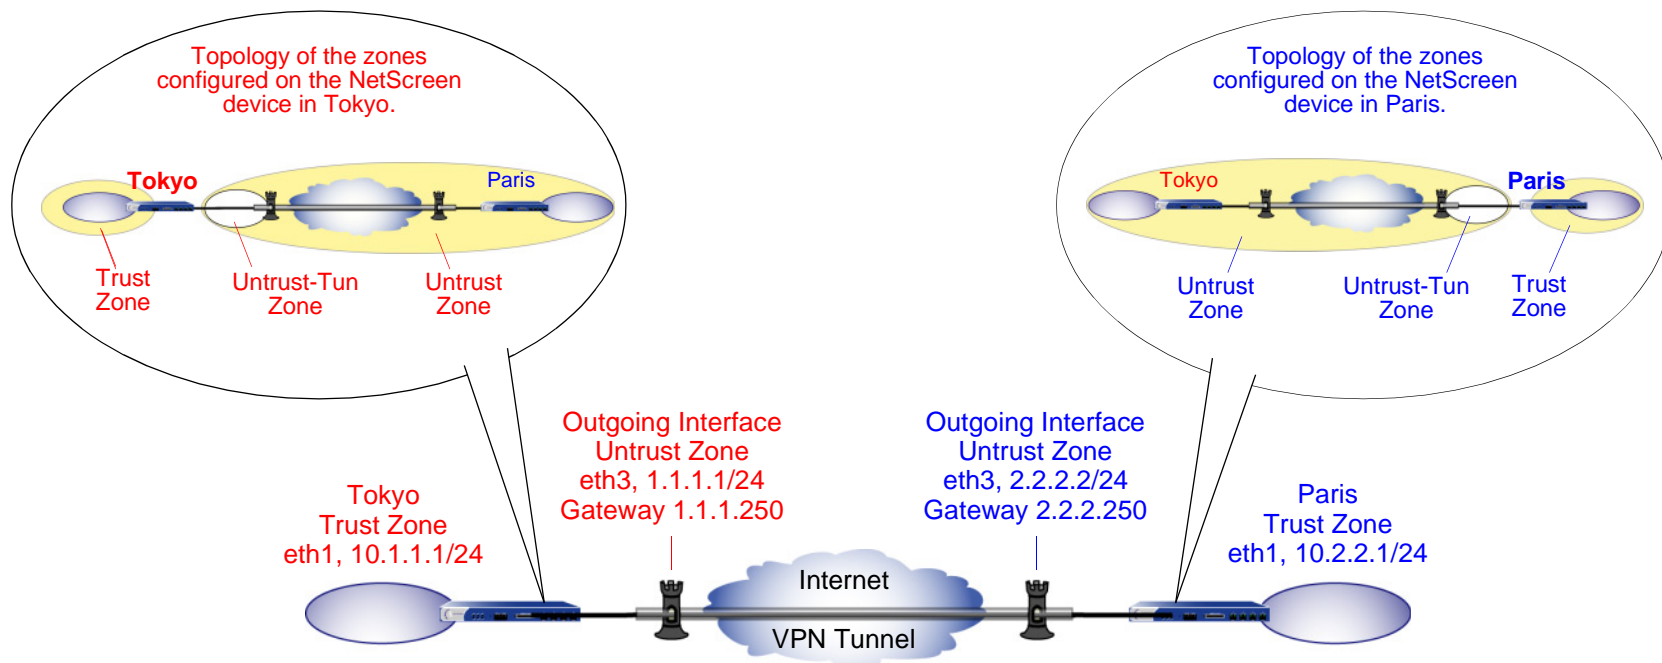 Topology of the zones
configured on the NetScreen
device in Tokyo.
Tokyo
Paris
Trust
Zone
Untrust-Tun
Zone
Untrust
Zone
Topology of the zones
configured on the NetScreen
device in Paris.
Tokyo
Paris
Untrust
Zone
Untrust-Tun
Zone
Trust
Zone
Outgoing Interface
Untrust Zone
eth3, 1.1.1.1/24
Gateway 1.1.1.250
Outgoing Interface
Untrust Zone
eth3, 2.2.2.2/24
Gateway 2.2.2.250
Tokyo
Trust Zone
eth1, 10.1.1.1/24
Paris
Trust Zone
eth1, 10.2.2.1/24
Internet
VPN Tunnel